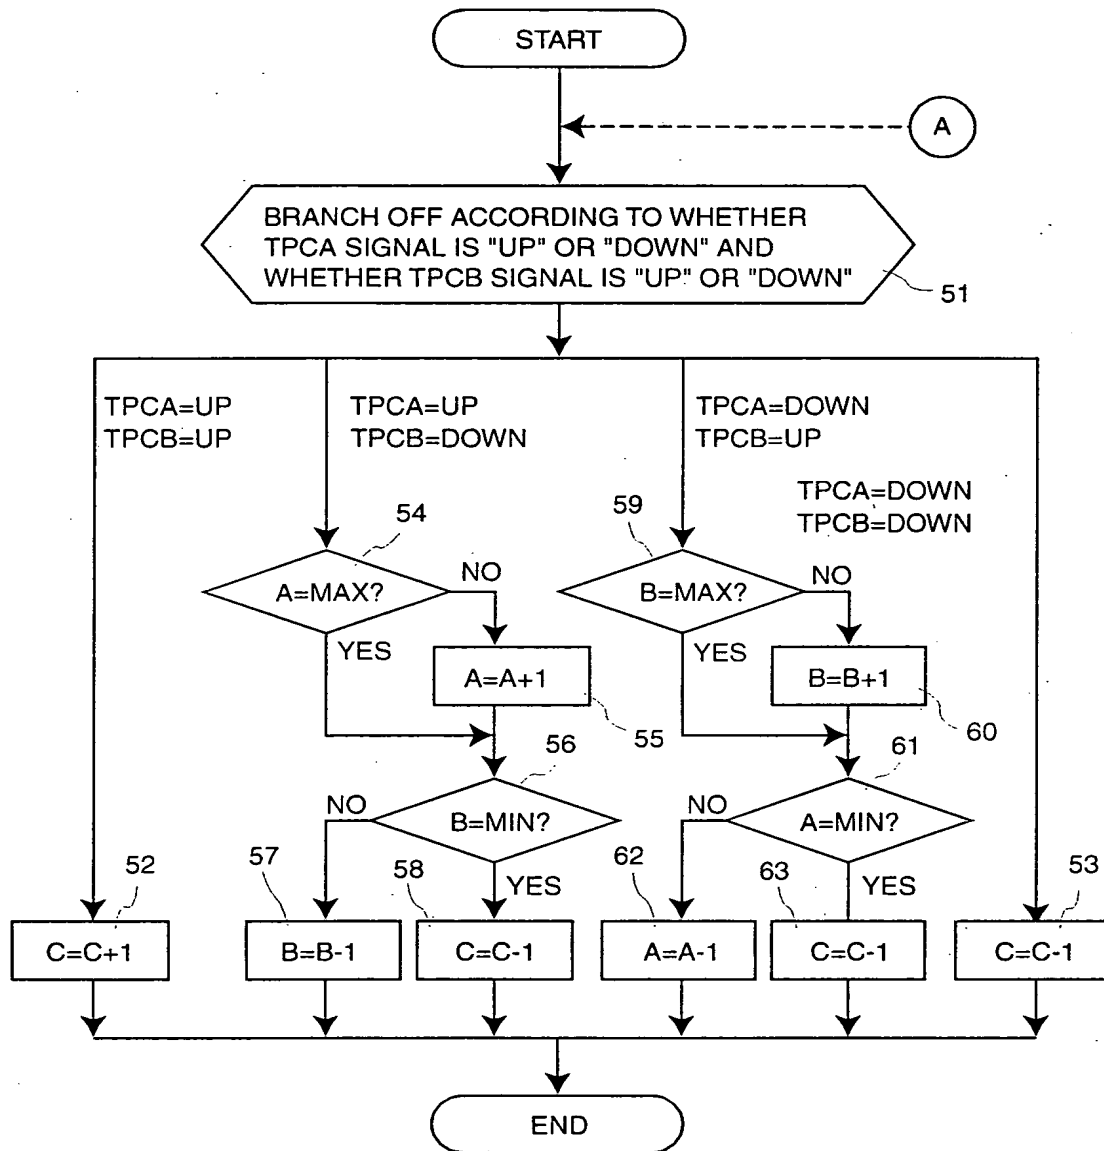 START
A
BRANCH OFF ACCORDING TO WHETHER
TPCA SIGNAL IS "UP" OR "DOWN" AND
WHETHER TPCB SIGNAL IS "UP" OR "DOWN"
51
TPCA=UP
TPCB=UP
TPCA=UP
TPCB=DOWN
TPCA=DOWN
TPCB=UP
TPCA=DOWN
TPCB=DOWN
54
59
A=MAX?
NO
B=MAX?
NO
YES
YES
A=A+1
B=B+1
55
60
56
61
NO
B=MIN?
NO
A=MIN?
52
57
58
YES
62
63
YES
53
C=C+1
B=B-1
C=C-1
A=A-1
C=C-1
C=C-1
END